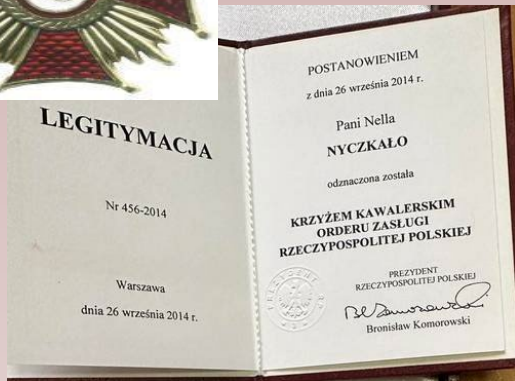 LEGITYMACJA
Nr 456-2014
Warszawa
dnia 26 września 2014 r.
POSTANOWIENIEM
z dnia 26 września 2014 r.
Pani Nella
NYCZKAŁO
odznaczona została
KRZYŻEM KAWALERSKIM
ORDERU ZASŁUGI
RZECZYPOSPOLITEJ POLSKIEJ
PREZYDENT
RZECZYPOSPOLITEJ POLSKIEJ
Bronisław Komorowski